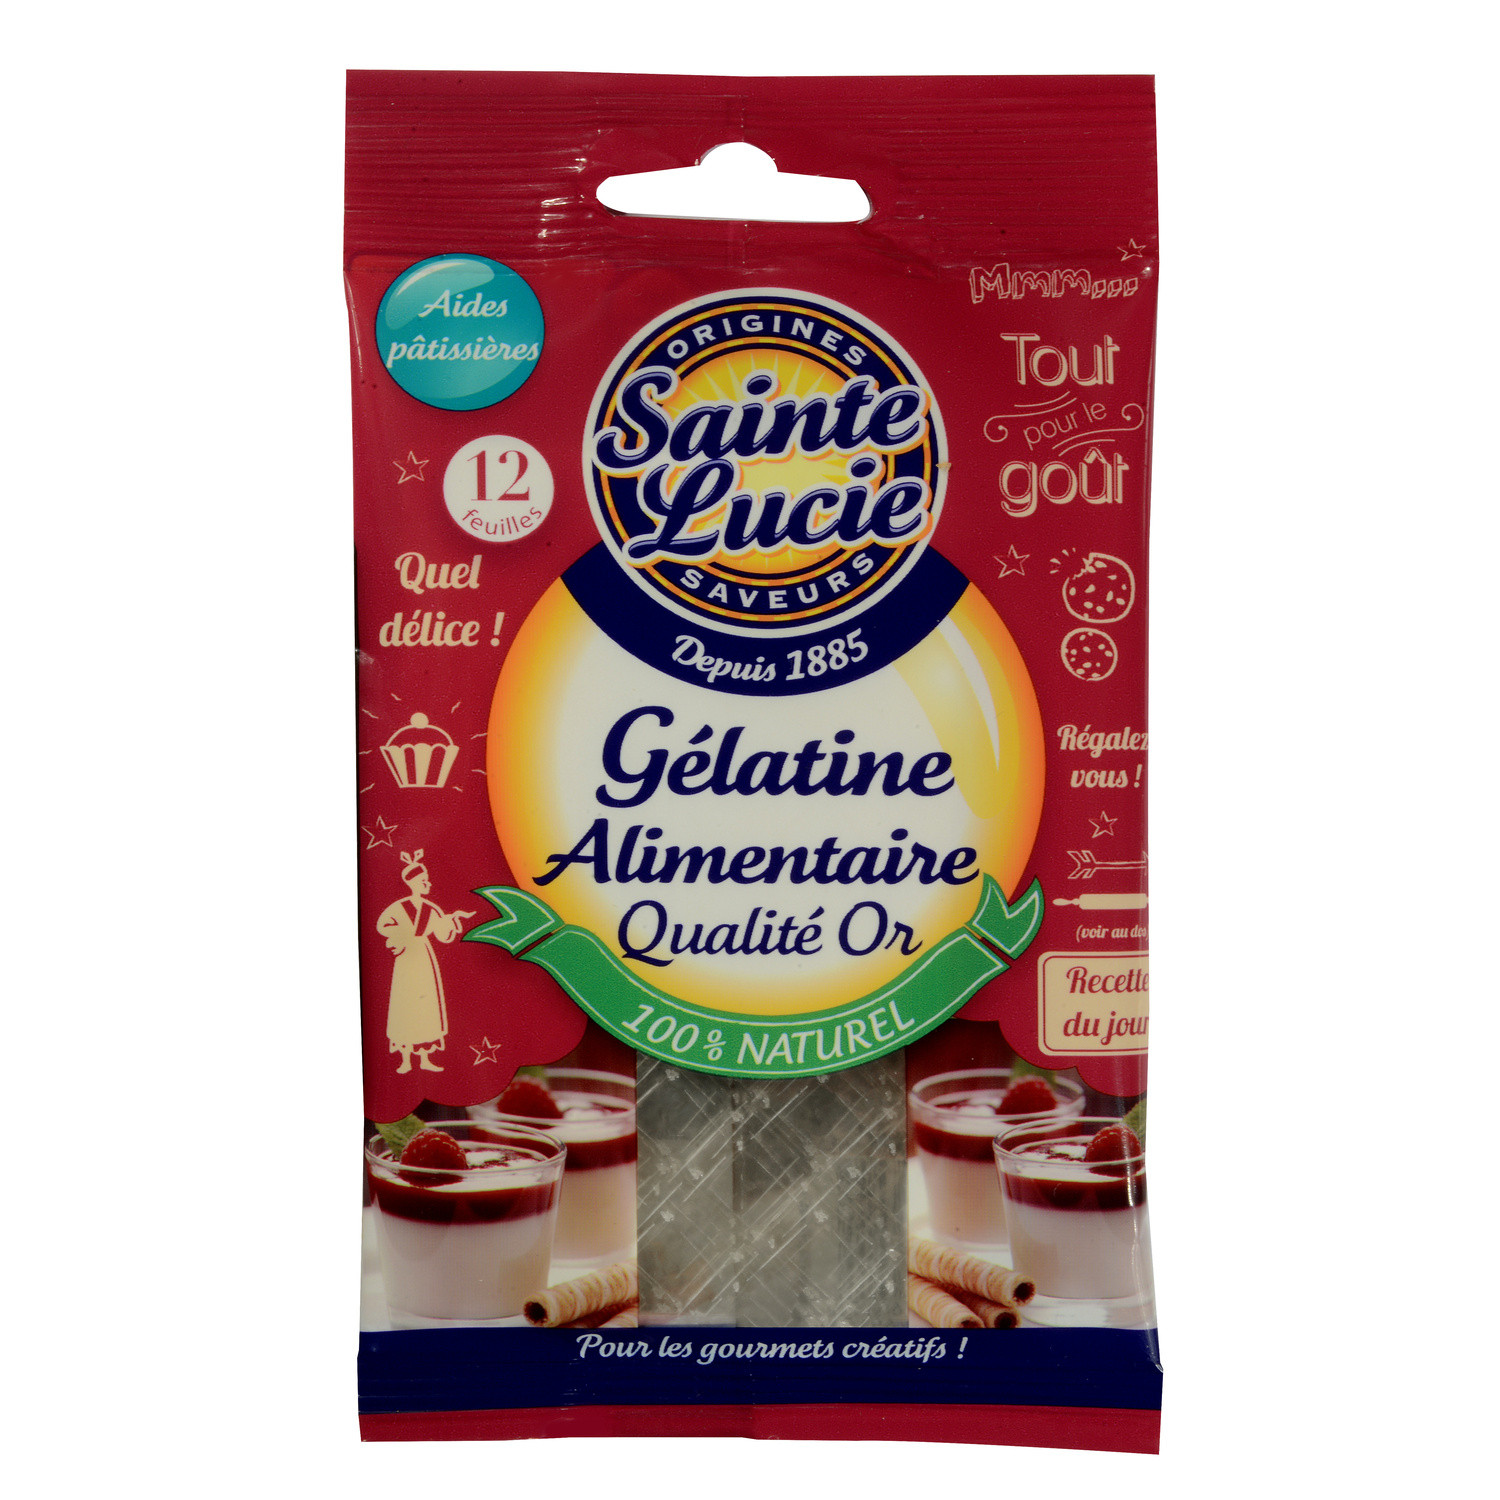 Aides
pâtissières
12
feuilles
Quel
délice !
ORIGINES
Sainte
Lucie
SAVEURS
Depuis 1885
Gélatine
Alimentaire
Qualité Or
100% NATUREL
Mmm...
Tout
pour le
goût
Régalez
vous !
(voir au dos
Recette
du jour
Pour les gourmets créatifs !